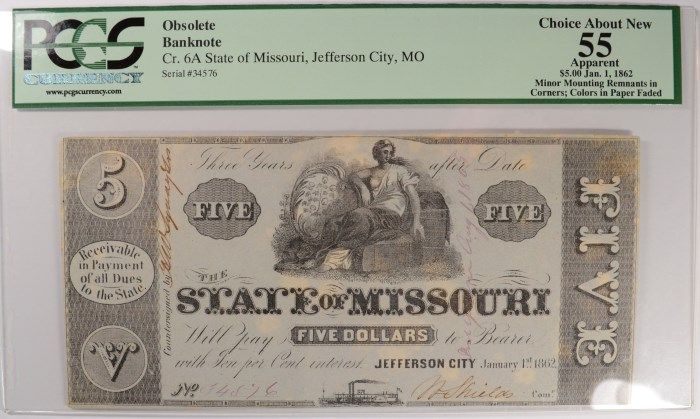 PCGS
CURRENCY
www.pcgscurrency.com
Obsolete
Banknote
Cr. 6A State of Missouri, Jefferson City, MO
Serial #34576
Choice About New
55
Apparent
$5.00 Jan. 1, 1862
Minor Mounting Remnants in
Corners; Colors in Paper Faded
5
Three Years after Date
FIVE
FIVE
Receivable
in Payment
of all Dues
to the State
THE
STATE OF MISSOURI
Will pay FIVE DOLLARS to Bearer
with Ten per Cent interest. JEFFERSON CITY January 1st 1862
No. 34576
Com.
V
Countersigned by
FIVE